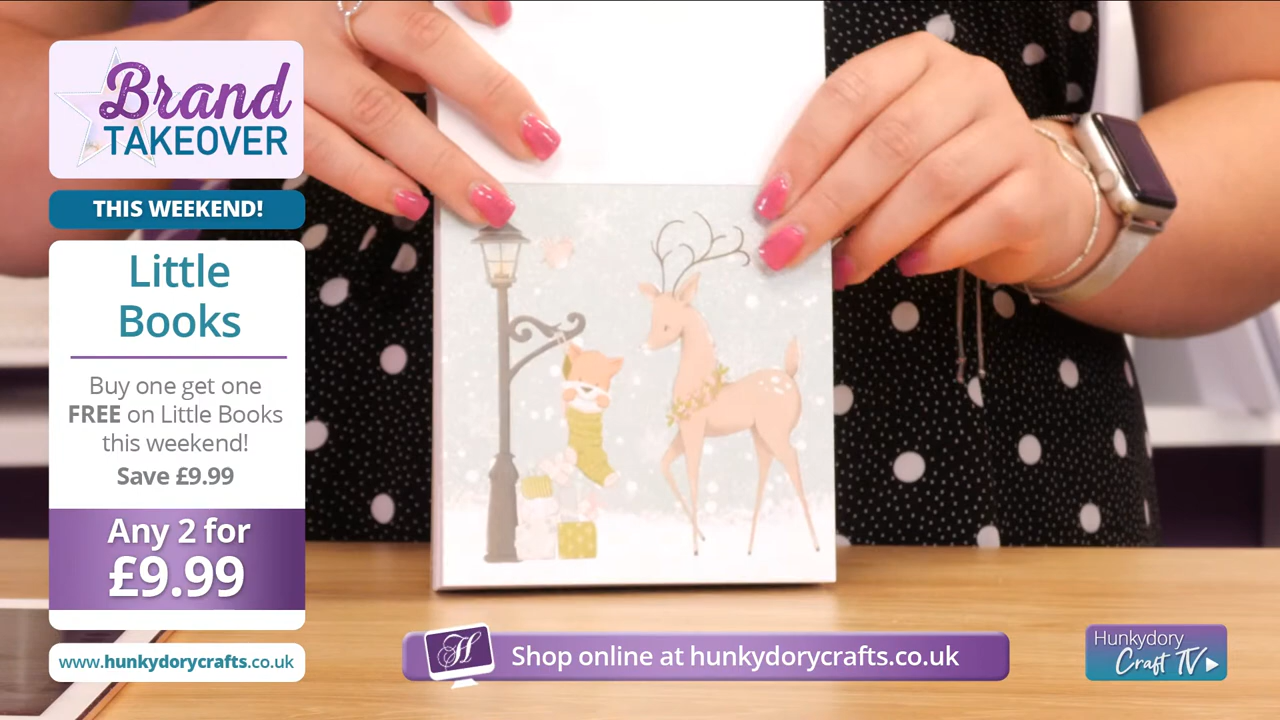 Brand
TAKEOVER
THIS WEEKEND!
Little
Books
Buy one get one
FREE on Little Books
this weekend!
Save £9.99
Any 2 for
£9.99
www.hunkydorycrafts.co.uk
H
Shop online at hunkydorycrafts.co.uk
Hunkydory
Craft TV